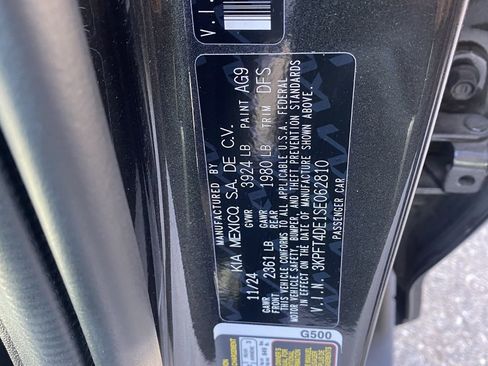 V.I.
MANUFACTURED BY
KIA MEXICO, S.A. DE C.V.
11/24 GVWR 3924 LB PAINT AG9
GAWR FRONT 2361 LB GAWR REAR 1980 LB TRIM DFS
THIS VEHICLE CONFORMS TO ALL APPLICABLE U.S.A. FEDERAL
MOTOR VEHICLE SAFETY, BUMPER, AND THEFT PREVENTION STANDARDS
IN EFFECT ON THE DATE OF MANUFACTURE SHOWN ABOVE.
V.I.N. 3KPFT4DE1SE062810
PASSENGER CAR
G500